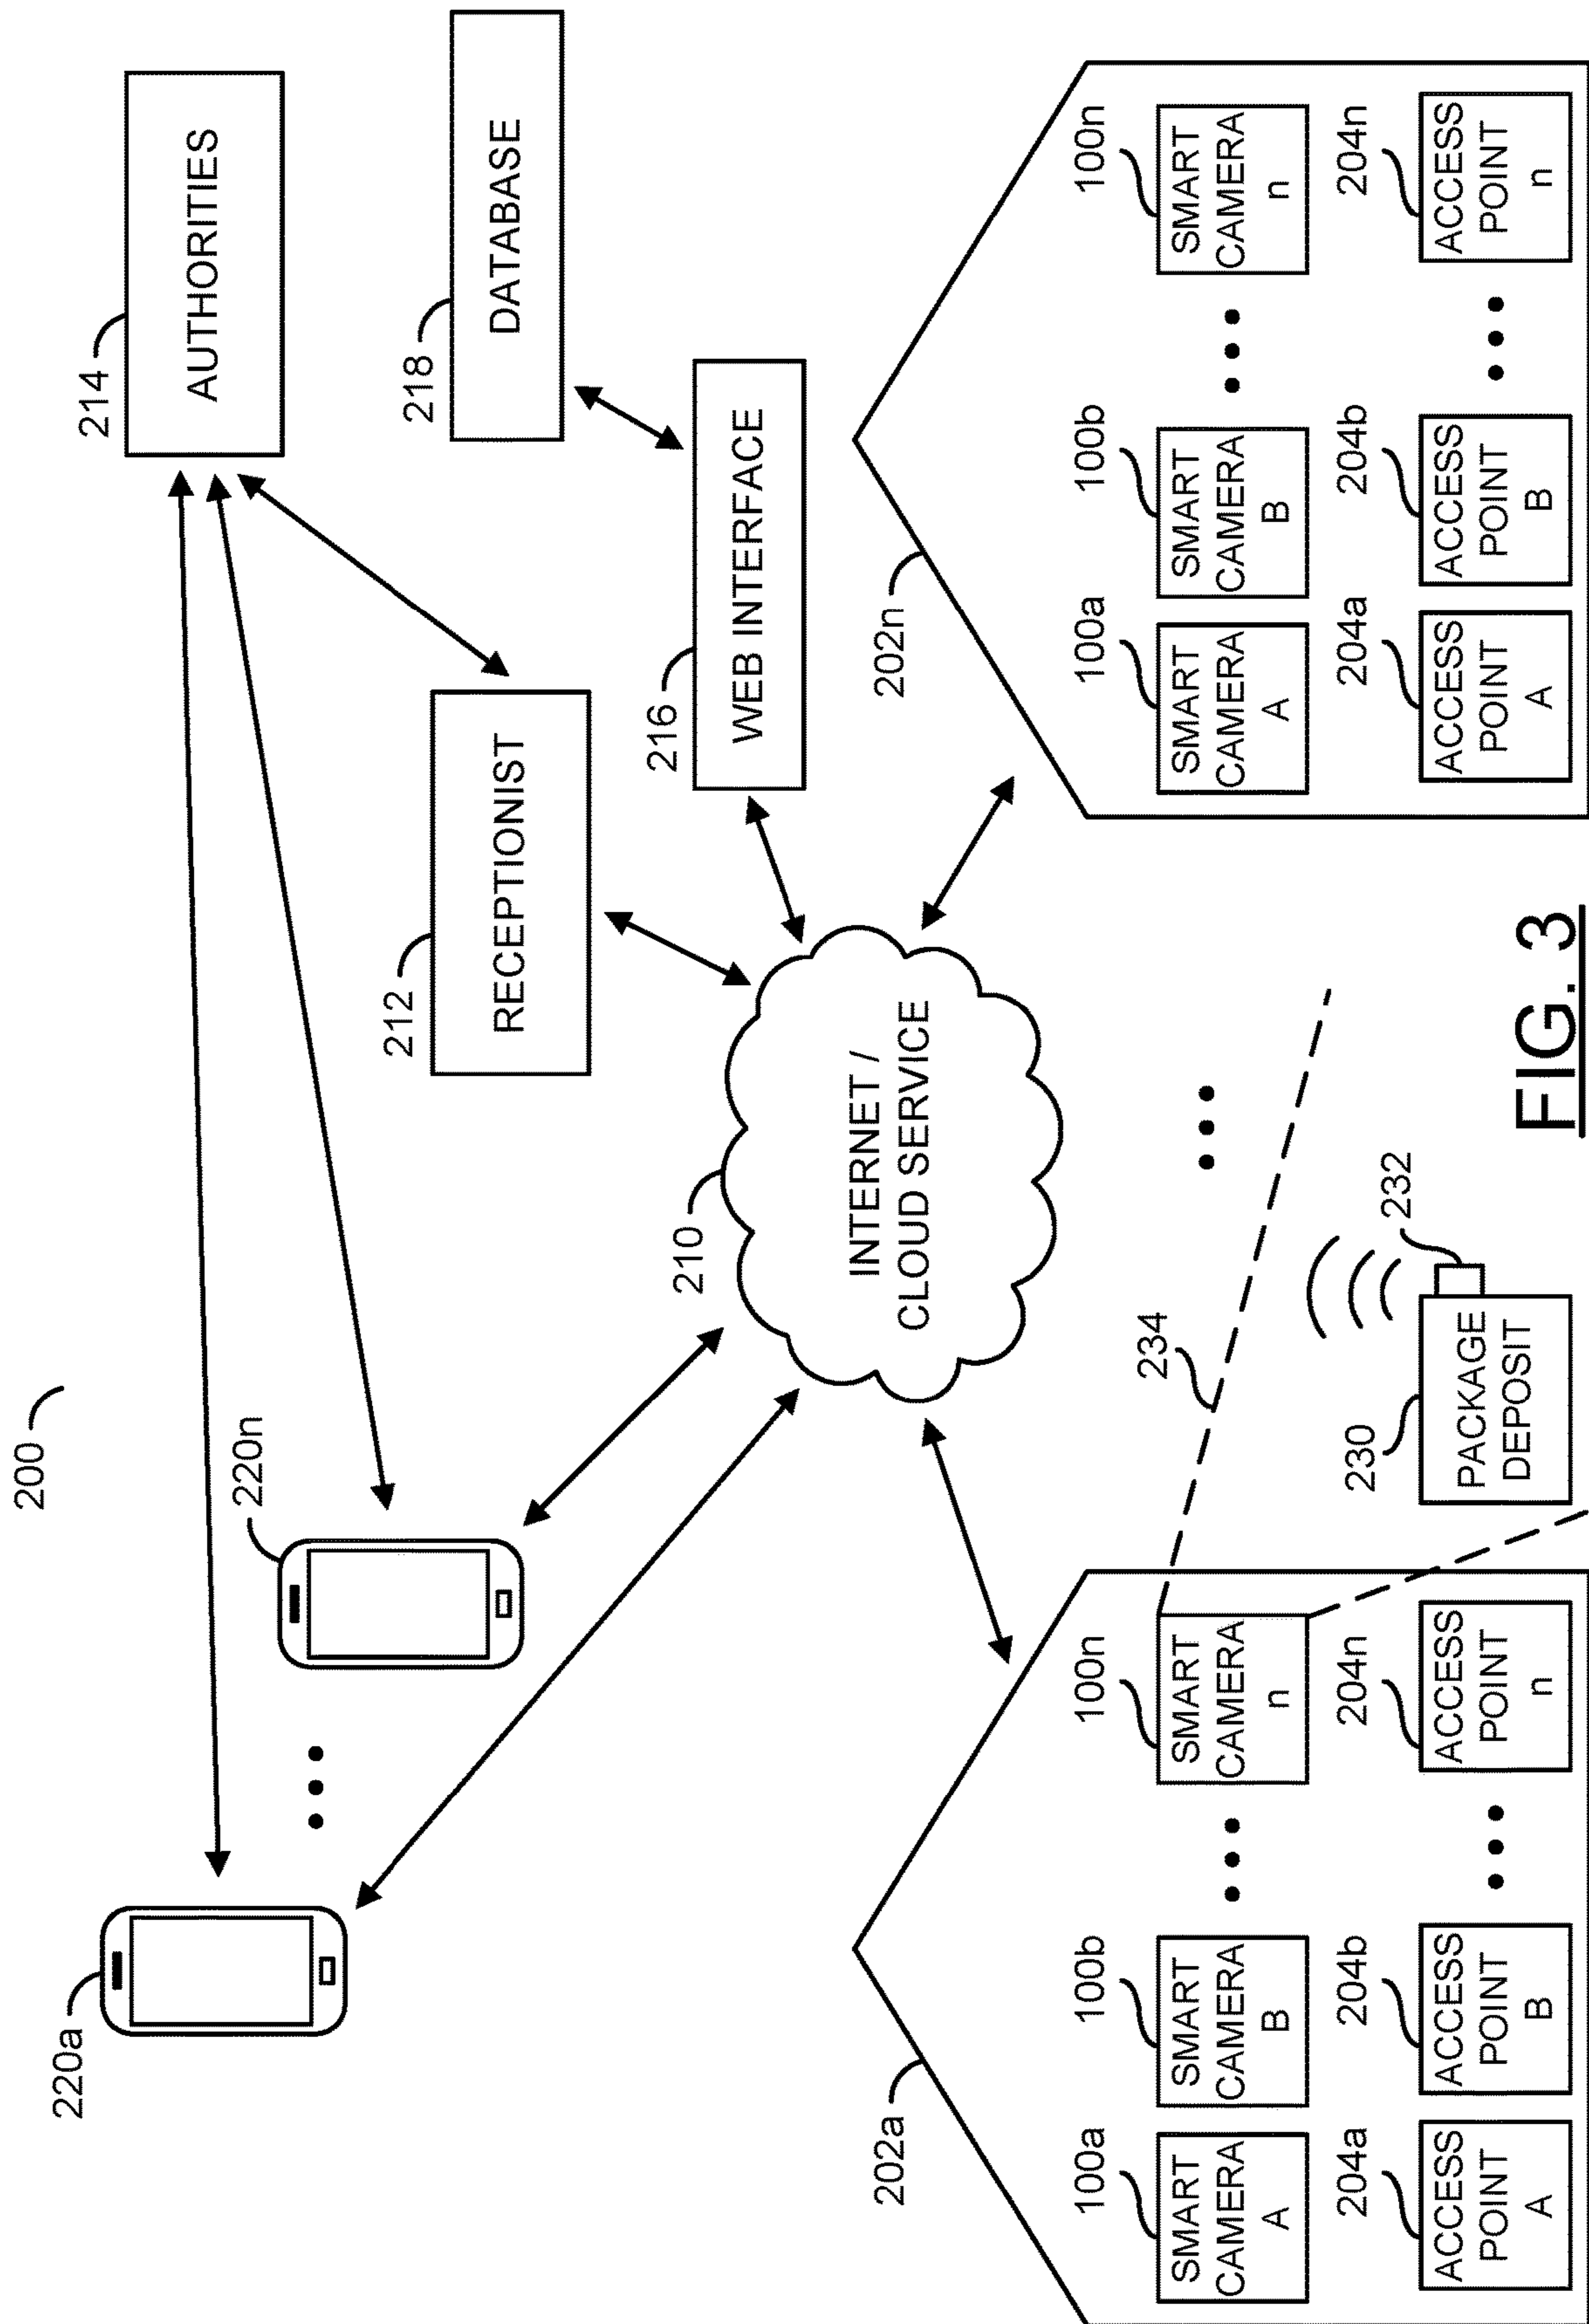 200
220a
220n
214
AUTHORITIES
218
DATABASE
212
RECEPTIONIST
216
WEB INTERFACE
210
INTERNET /
CLOUD SERVICE
202a
100a
SMART
CAMERA
A
100b
SMART
CAMERA
B
100n
SMART
CAMERA
n
204a
ACCESS
POINT
A
204b
ACCESS
POINT
B
204n
ACCESS
POINT
n
234
230
PACKAGE
DEPOSIT
232
202n
100a
SMART
CAMERA
A
100b
SMART
CAMERA
B
100n
SMART
CAMERA
n
204a
ACCESS
POINT
A
204b
ACCESS
POINT
B
204n
ACCESS
POINT
n
FIG. 3